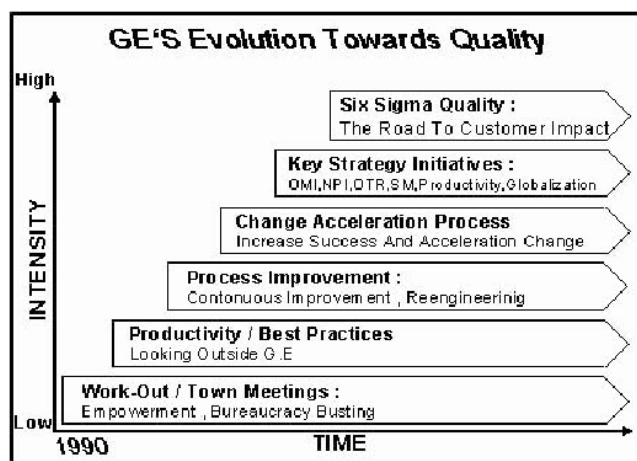 GE'S Evolution Towards Quality
High
Six Sigma Quality :
The Road To Customer Impact
Key Strategy Initiatives :
OMI,NPI,OTR,SM,Productivity,Globalization
Change Acceleration Process
Increase Success And Acceleration Change
Process Improvement :
Contonuous Improvement , Reengineerinig
Productivity / Best Practices
Looking Outside G.E
Work-Out / Town Meetings :
Empowerment , Bureaucracy Busting
INTENSITY
Low
1990
TIME